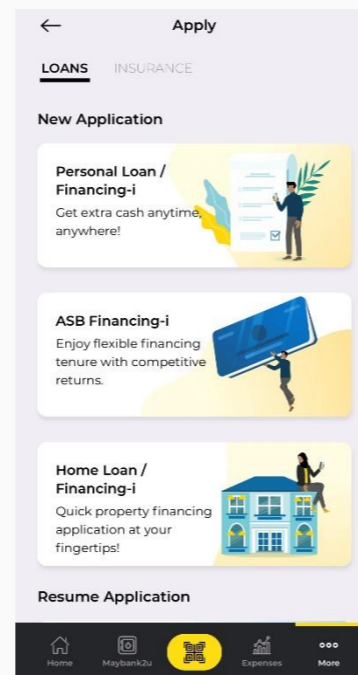 Apply
LOANS INSURANCE
New Application
Personal Loan /
Financing-i
Get extra cash anytime,
anywhere!
ASB Financing-i
Enjoy flexible financing
tenure with competitive
returns.
Home Loan /
Financing-i
Quick property financing
application at your
fingertips!
Resume Application
Home Maybank2u Expenses More